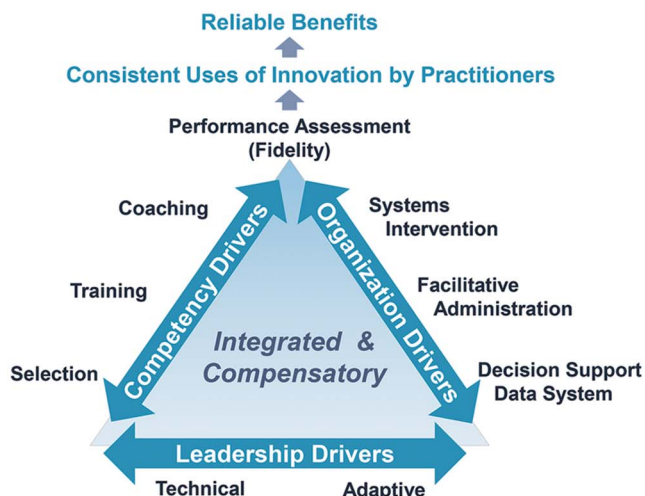 Reliable Benefits
Consistent Uses of Innovation by Practitioners
Performance Assessment
(Fidelity)
Coaching
Training
Selection
Competency Drivers
Organization Drivers
Systems
Intervention
Facilitative
Administration
Decision Support
Data System
Integrated &
Compensatory
Leadership Drivers
Technical
Adaptive